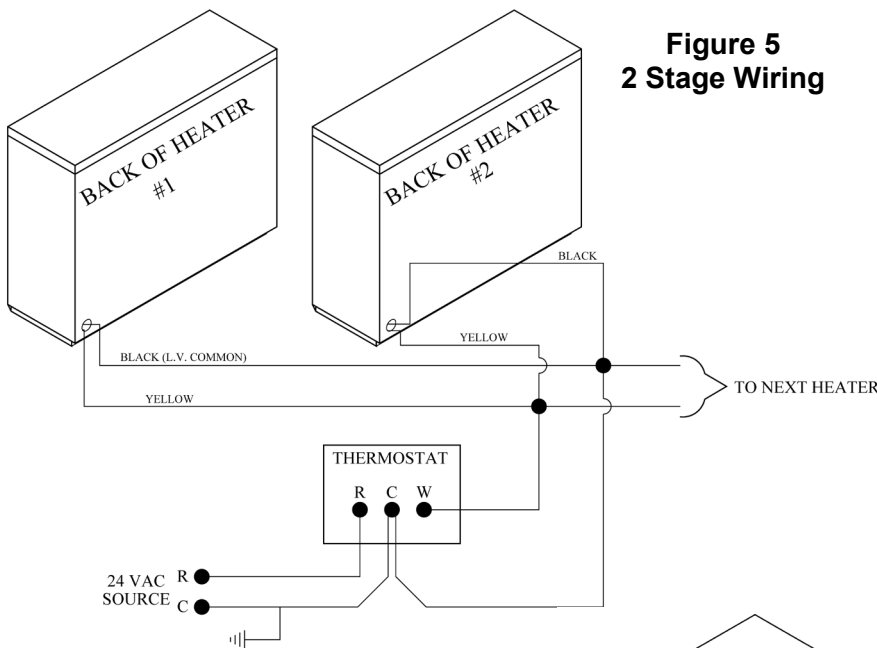 Figure 5
2 Stage Wiring
BACK OF HEATER
#1
BACK OF HEATER
#2
BLACK
YELLOW
BLACK (L.V. COMMON)
YELLOW
TO NEXT HEATER
THERMOSTAT
R C W
24 VAC R
SOURCE C